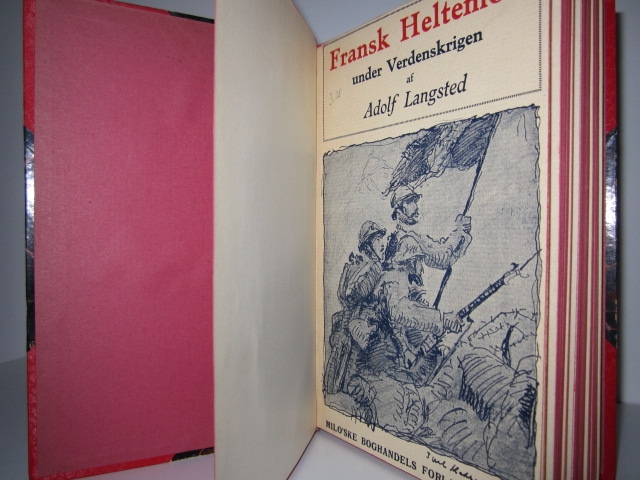 Fransk Heltemo
under Verdenskrigen
af
Adolf Langsted
MILO'SKE BOGHANDELS FORL